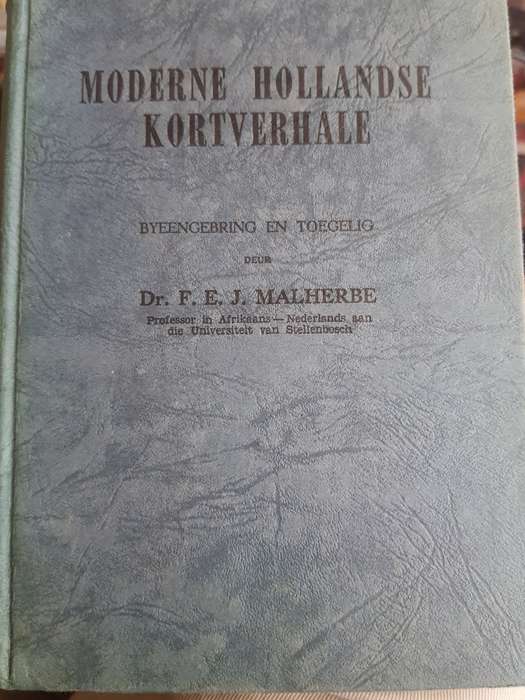 MODERNE HOLLANDSE
KORTVERHALE
BYEENGEBRING EN TOEGELIG
DEUR
Dr. F. E. J. MALHERBE
Professor in Afrikaans—Nederlands aan
die Universiteit van Stellenbosch